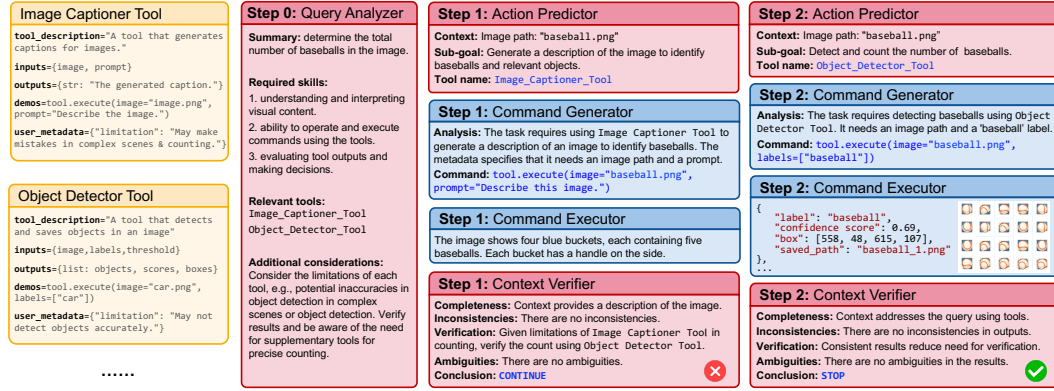 Image Captioner Tool
tool_description="A tool that generates
captions for images."
inputs={image, prompt}
outputs={str: "The generated caption."}
demos=tool.execute(image="image.png",
prompt="Describe the image.")
user_metadata={"limitation": "May make
mistakes in complex scenes & counting."}
Object Detector Tool
tool_description="A tool that detects
and saves objects in an image"
inputs={image,labels,threshold}
outputs={list: objects, scores, boxes}
demos=tool.execute(image="car.png",
labels=["car"])
user_metadata={"limitation": "May not
detect objects accurately."}
......
Step 0: Query Analyzer
Summary: determine the total
number of baseballs in the image.
Required skills:
1. understanding and interpreting
visual content.
2. ability to operate and execute
commands using the tools.
3. evaluating tool outputs and
making decisions.
Relevant tools:
Image_Captioner_Tool
Object_Detector_Tool
Additional considerations:
Consider the limitations of each
tool, e.g., potential inaccuracies in
object detection in complex
scenes or object detection. Verify
results and be aware of the need
for supplementary tools for
precise counting.
Step 1: Action Predictor
Context: Image path: "baseball.png"
Sub-goal: Generate a description of the image to identify
baseballs and relevant objects.
Tool name: Image_Captioner_Tool
Step 1: Command Generator
Analysis: The task requires using Image Captioner Tool to
generate a description of an image to identify baseballs. The
metadata specifies that it needs an image path and a prompt.
Command: tool.execute(image="baseball.png",
prompt="Describe this image.")
Step 1: Command Executor
The image shows four blue buckets, each containing five
baseballs. Each bucket has a handle on the side.
Step 1: Context Verifier
Completeness: Context provides a description of the image.
Inconsistencies: There are no inconsistencies.
Verification: Given limitations of Image Captioner Tool in
counting, verify the count using Object Detector Tool.
Ambiguities: There are no ambiguities.
Conclusion: CONTINUE
Step 2: Action Predictor
Context: Image path: "baseball.png"
Sub-goal: Detect and count the number of baseballs.
Tool name: Object_Detector_Tool
Step 2: Command Generator
Analysis: The task requires detecting baseballs using Object
Detector Tool. It needs an image path and a 'baseball' label.
Command: tool.execute(image="baseball.png",
labels=["baseball"])
Step 2: Command Executor
{
"label": "baseball",
"confidence score": 0.69,
"box": [558, 48, 615, 107],
"saved_path": "baseball_1.png"
},
...
Step 2: Context Verifier
Completeness: Context addresses the query using tools.
Inconsistencies: There are no inconsistencies in outputs.
Verification: Consistent results reduce need for verification.
Ambiguities: There are no ambiguities in the results.
Conclusion: STOP